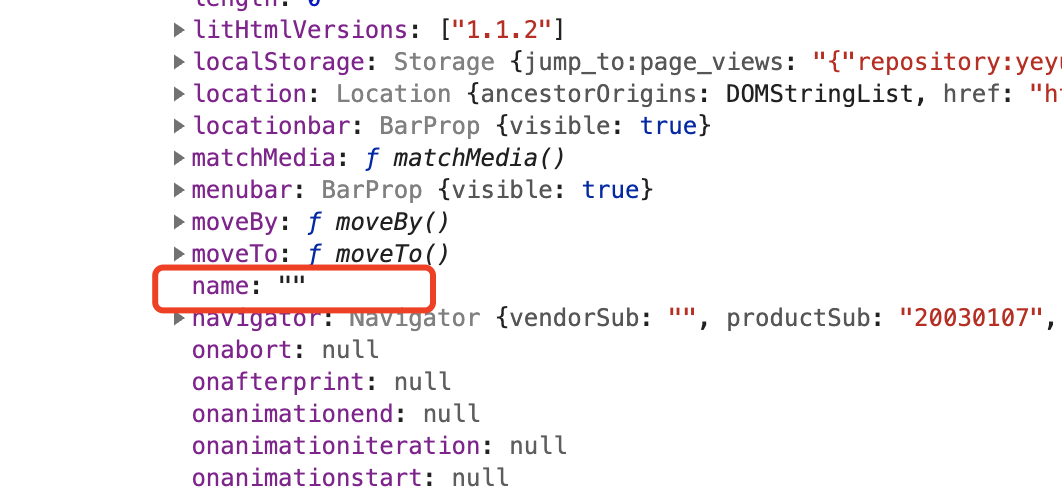 length: 0
▶litHtmlVersions: ["1.1.2"]
▶localStorage: Storage {jump_to:page_views: "{"repository:yeyu
▶location: Location {ancestorOrigins: DOMStringList, href: "ht
▶locationbar: BarProp {visible: true}
▶matchMedia: ƒ matchMedia()
▶menubar: BarProp {visible: true}
▶moveBy: ƒ moveBy()
▶moveTo: ƒ moveTo()
name: ""
▶navigator: Navigator {vendorSub: "", productSub: "20030107",
onabort: null
onafterprint: null
onanimationend: null
onanimationiteration: null
onanimationstart: null